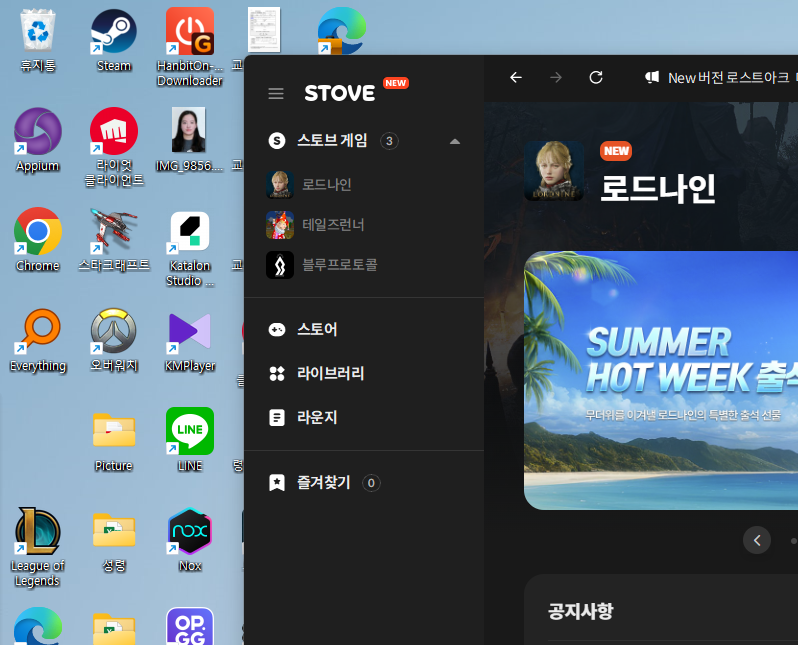 휴지통
Steam
HanbitOn-...
Downloader
Appium
라이엇
클라이언트
IMG_9856....
Chrome
스타크래프트
Katalon
Studio ...
Everything
오버워치
KMPlayer
Picture
LINE
LINE
League of
Legends
성령
nox
Nox
OP.
GG
STOVE NEW
스토브 게임 3
로드나인
테일즈런너
블루프로토콜
스토어
라이브러리
라운지
즐겨찾기 0
New 버전 로스트아크
LORDNINE
NEW
로드나인
SUMMER
HOT WEEK 출석
무더위를 이겨낼 로드나인의 특별한 출석 선물
공지사항